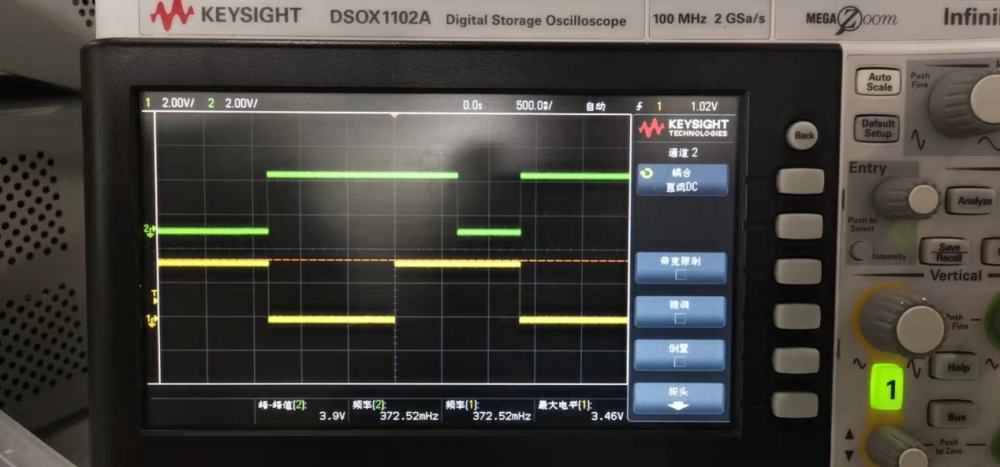 KEYSIGHT DSOX1102A Digital Storage Oscilloscope 100 MHz 2 GSa/s MEGA Zoom Infinii
1 2.00V/ 2 2.00V/ 0.0s 500.0ms/ 自动 1 1.02V
KEYSIGHT
TECHNOLOGIES
通道 2
耦合
直流DC
带宽限制
微调
倒置
探头
2
T
1
峰-峰值(2):
3.9V
频率(2):
372.52mHz
频率(1):
372.52mHz
最大电平(1):
3.46V
Back
Auto
Scale
Push
Fine
Default
Setup
Entry
Analyze
Push to
Select
Intensity
Save
Recall
Vertical
Push
Fine
Help
1
Bus
Push
to Zero